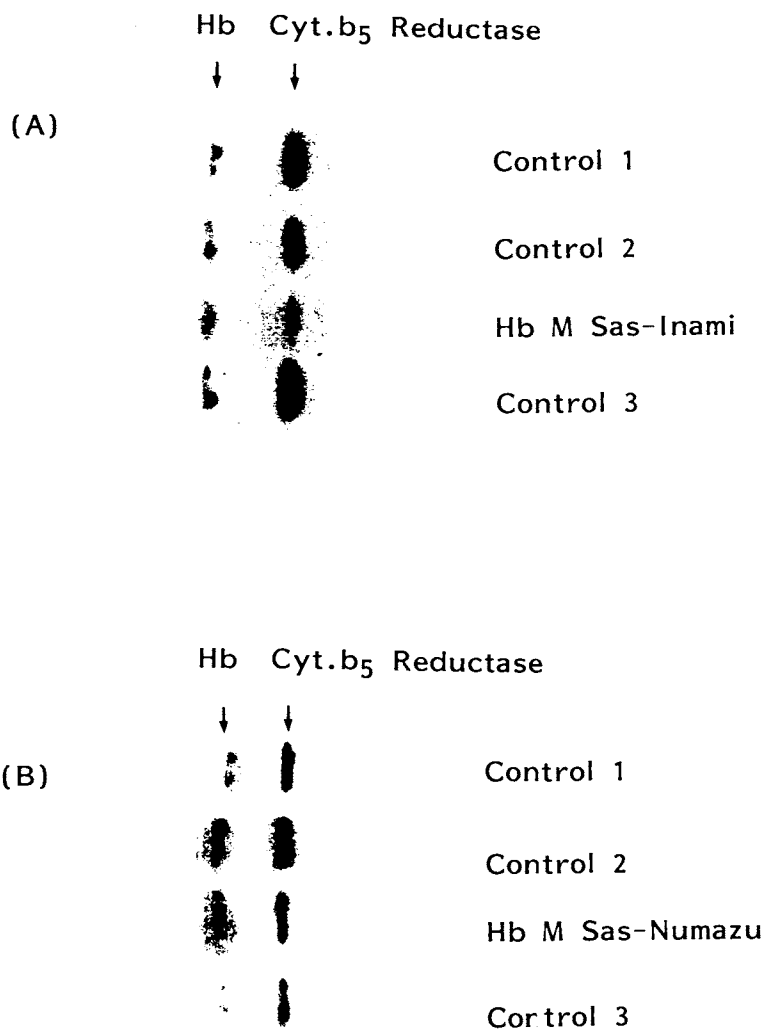 Hb Cyt.b5 Reductase
(A)
Control 1
Control 2
Hb M Sas-Inami
Control 3
Hb Cyt.b5 Reductase
(B)
Control 1
Control 2
Hb M Sas-Numazu
Control 3